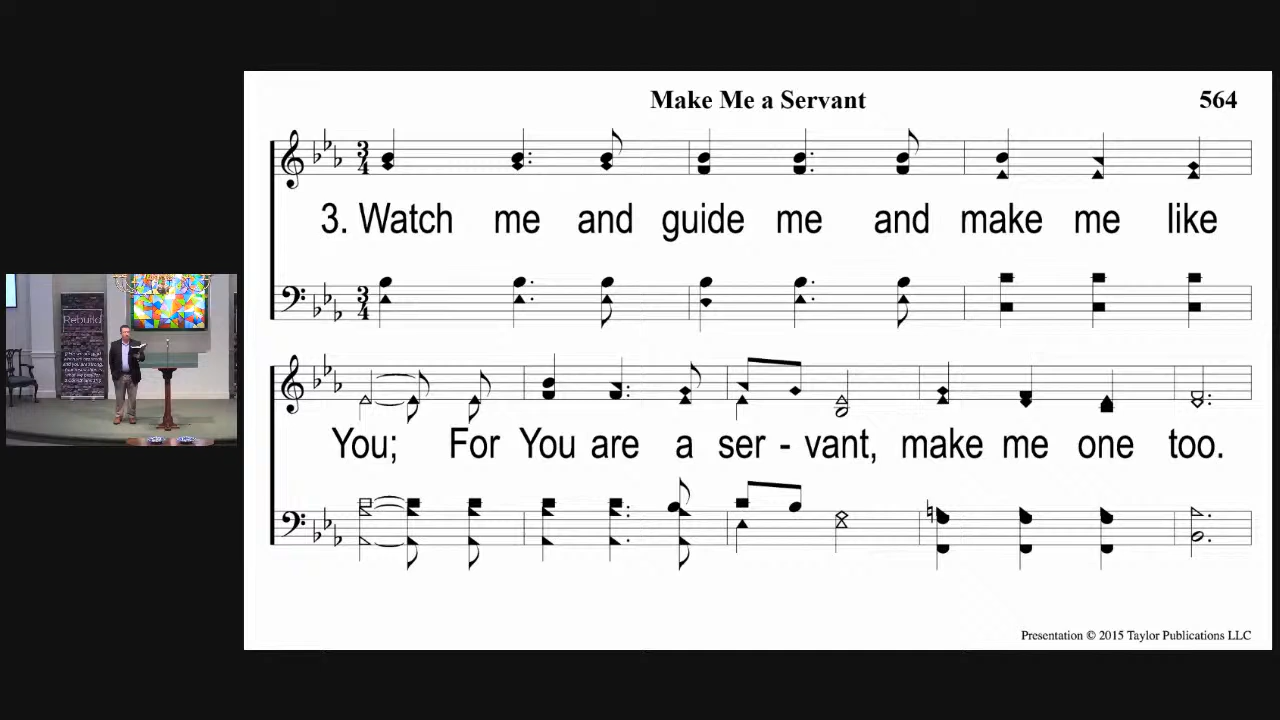 Make Me a Servant 564
3. Watch me and guide me and make me like
You; For You are a ser - vant, make me one too.
Presentation © 2015 Taylor Publications LLC
Rebuild